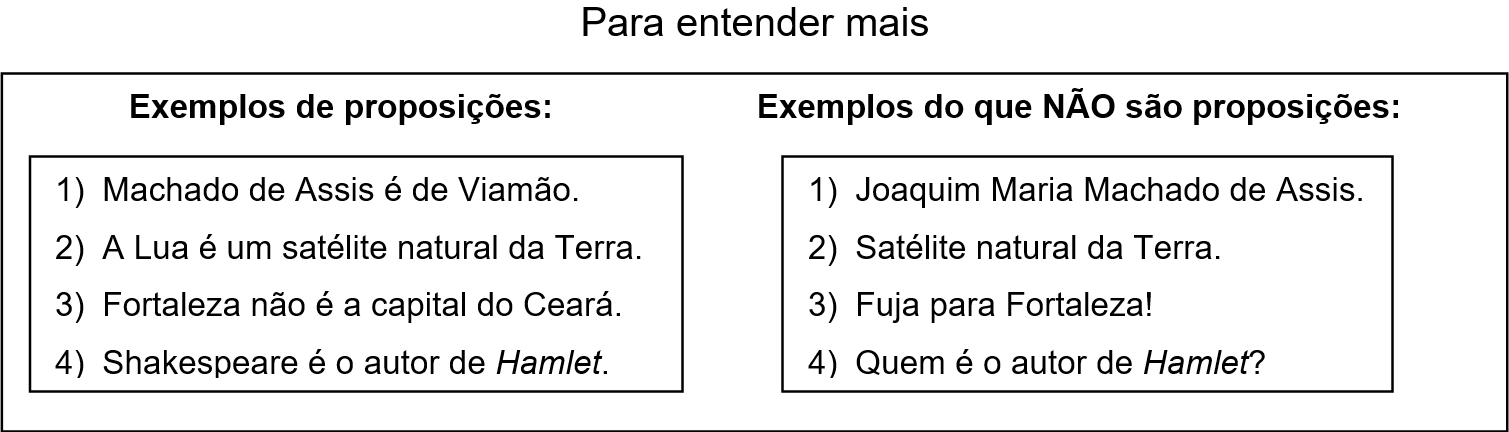 Para entender mais
Exemplos de proposições:
1) Machado de Assis é de Viamão.
2) A Lua é um satélite natural da Terra.
3) Fortaleza não é a capital do Ceará.
4) Shakespeare é o autor de Hamlet.
Exemplos do que NÃO são proposições:
1) Joaquim Maria Machado de Assis.
2) Satélite natural da Terra.
3) Fuja para Fortaleza!
4) Quem é o autor de Hamlet?